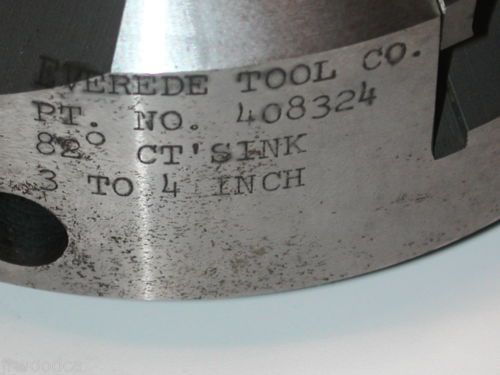 EVEREDE TOOL CO.
PT. NO. 408324
82° CT'SINK
3 TO 4 INCH